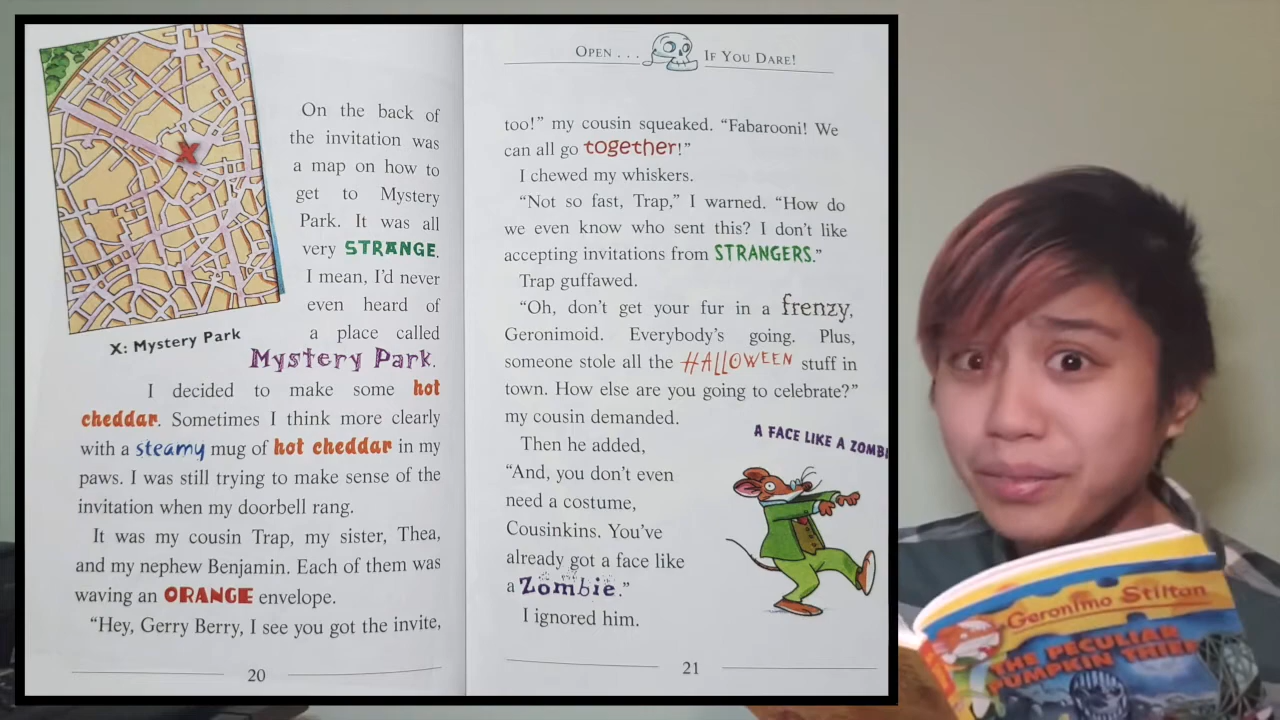 On the back of
the invitation was
a map on how to
get to Mystery
Park. It was all
very STRANGE.
I mean, I'd never
even heard of
a place called
Mystery Park.
X
X: Mystery Park
I decided to make some hot
cheddar. Sometimes I think more clearly
with a steamy mug of hot cheddar in my
paws. I was still trying to make sense of the
invitation when my doorbell rang.
It was my cousin Trap, my sister, Thea,
and my nephew Benjamin. Each of them was
waving an ORANGE envelope.
"Hey, Gerry Berry, I see you got the invite,
20
OPEN . . . IF YOU DARE!
too!" my cousin squeaked. "Fabarooni! We
can all go together!"
I chewed my whiskers.
"Not so fast, Trap," I warned. "How do
we even know who sent this? I don't like
accepting invitations from STRANGERS."
Trap guffawed.
"Oh, don't get your fur in a frenzy,
Geronimoid. Everybody's going. Plus,
someone stole all the HALLOWEEN stuff in
town. How else are you going to celebrate?"
my cousin demanded.
Then he added,
"And, you don't even
need a costume,
Cousinkins. You've
already got a face like
a Zombie."
I ignored him.
A FACE LIKE A ZOMBI
21
Geronimo Stilton
THE PECULIAR
PUMPKIN THIEF